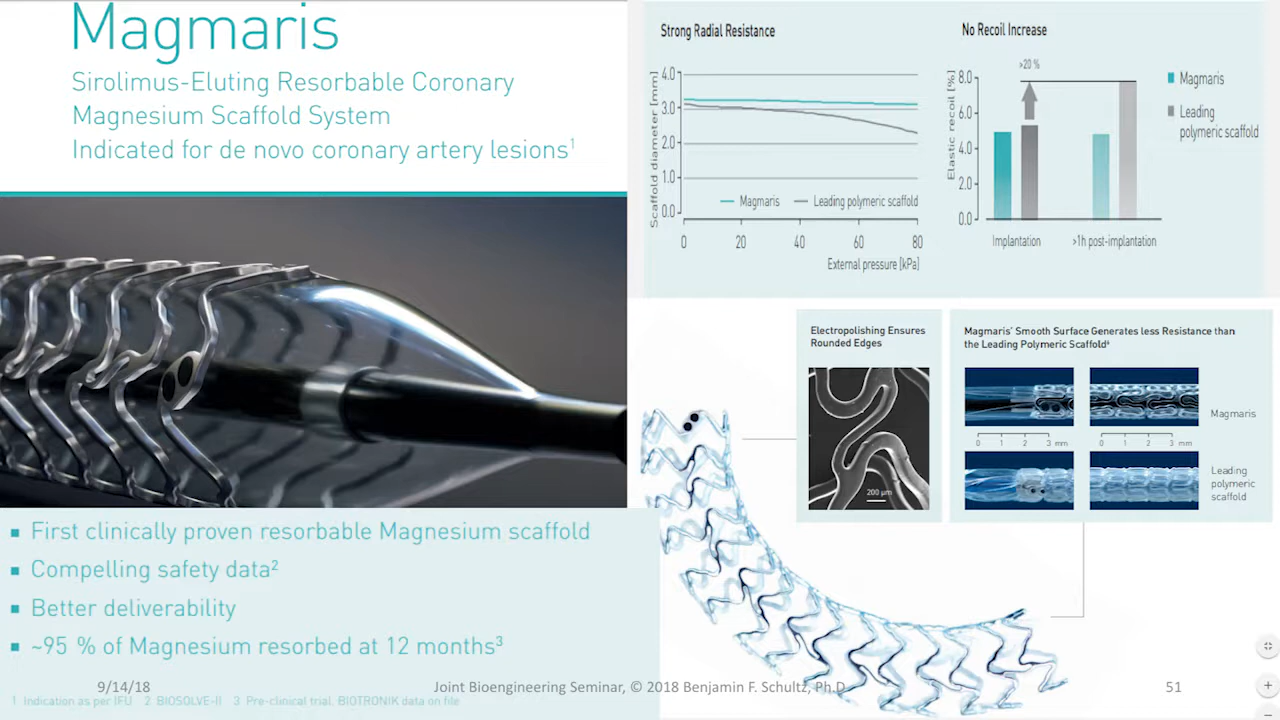 Magmaris
Sirolimus-Eluting Resorbable Coronary
Magnesium Scaffold System
Indicated for de novo coronary artery lesions¹
Strong Radial Resistance
Scaffold diameter [mm]
4.0
3.0
2.0
1.0
0.0
Magmaris
Leading polymeric scaffold
0 20 40 60 80
External pressure [kPa]
No Recoil Increase
>20 %
Elastic recoil [%]
8.0
6.0
4.0
2.0
0.0
Implantation
>1h post-implantation
Magmaris
Leading
polymeric scaffold
Electropolishing Ensures
Rounded Edges
200 µm
Magmaris' Smooth Surface Generates less Resistance than
the Leading Polymeric Scaffold⁴
Magmaris
0 1 2 3 mm
0 1 2 3 mm
Leading
polymeric
scaffold
▪ First clinically proven resorbable Magnesium scaffold
▪ Compelling safety data²
▪ Better deliverability
▪ ~95 % of Magnesium resorbed at 12 months³
9/14/18
Joint Bioengineering Seminar, © 2018 Benjamin F. Schultz, Ph.D
51
1 Indication as per IFU 2 BIOSOLVE-II 3 Pre-clinical trial, BIOTRONIK data on file